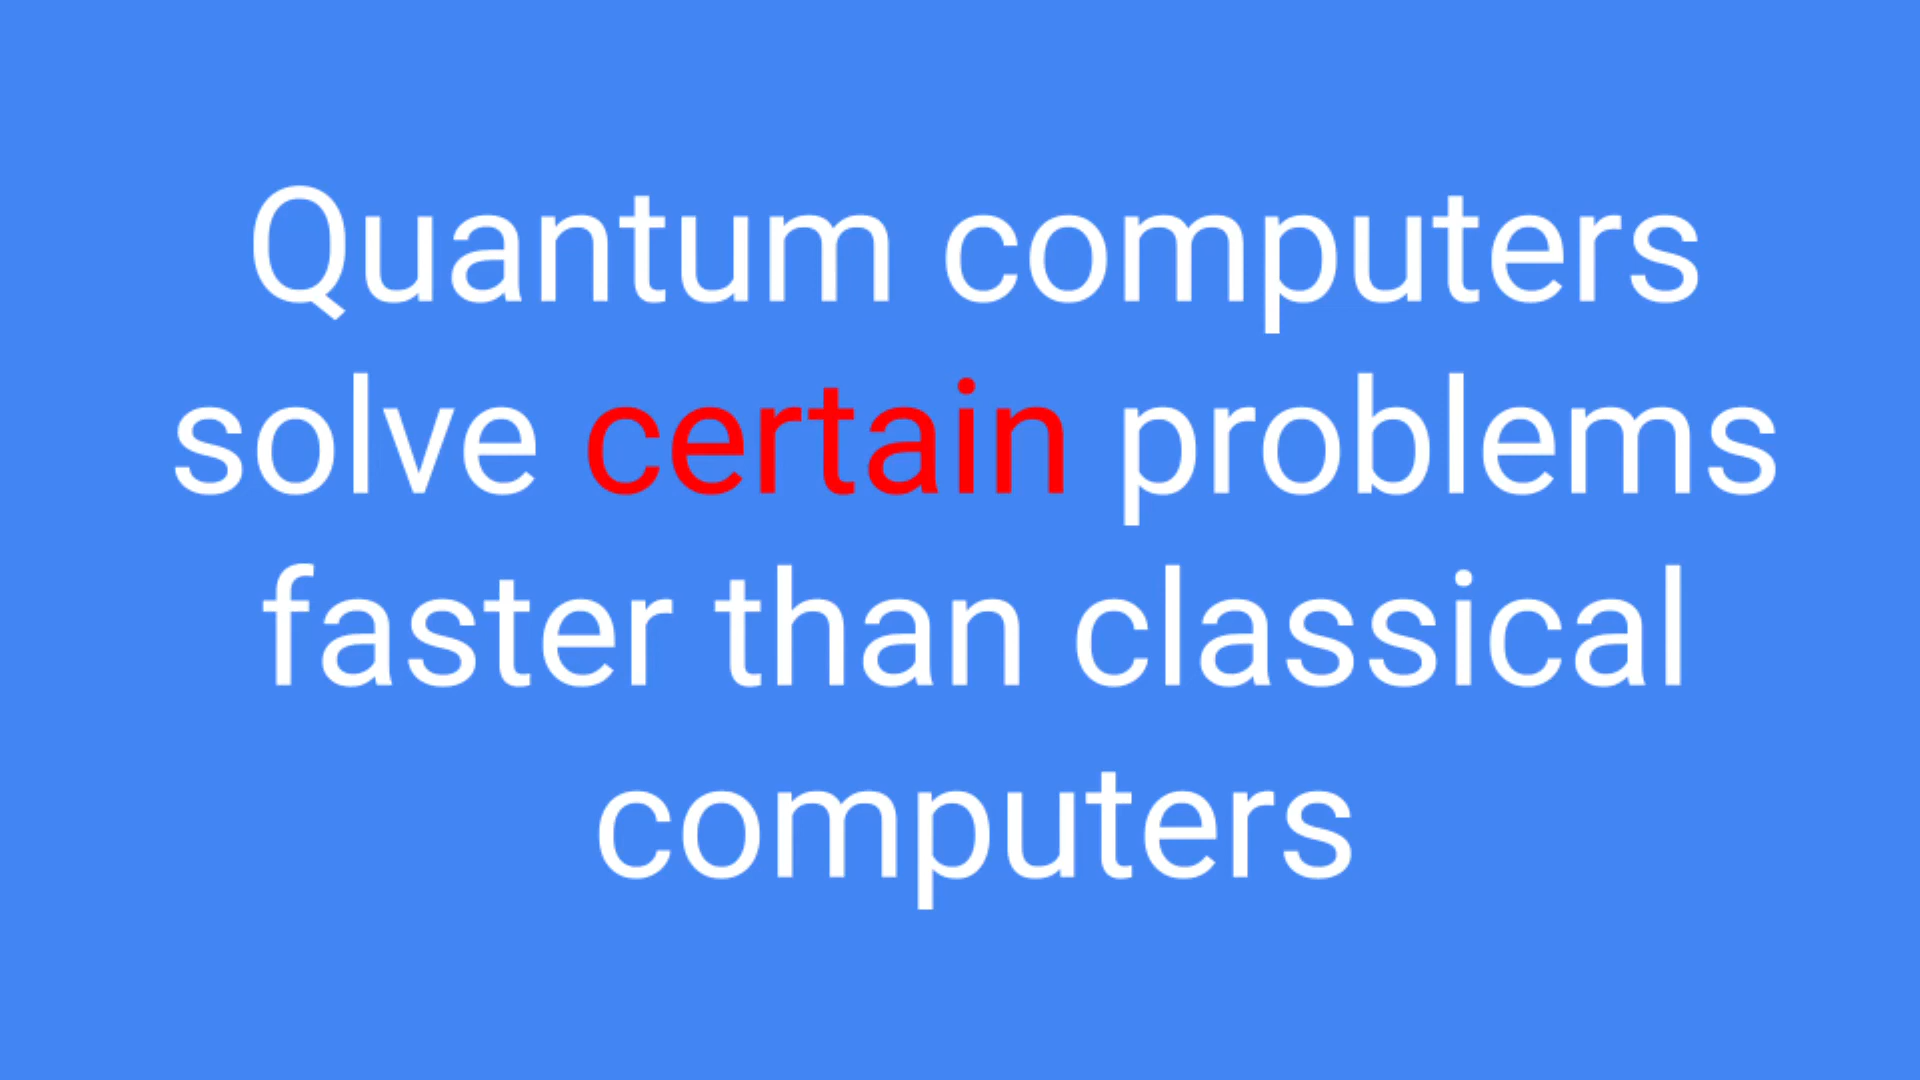 Quantum computers
solve certain problems
faster than classical
computers